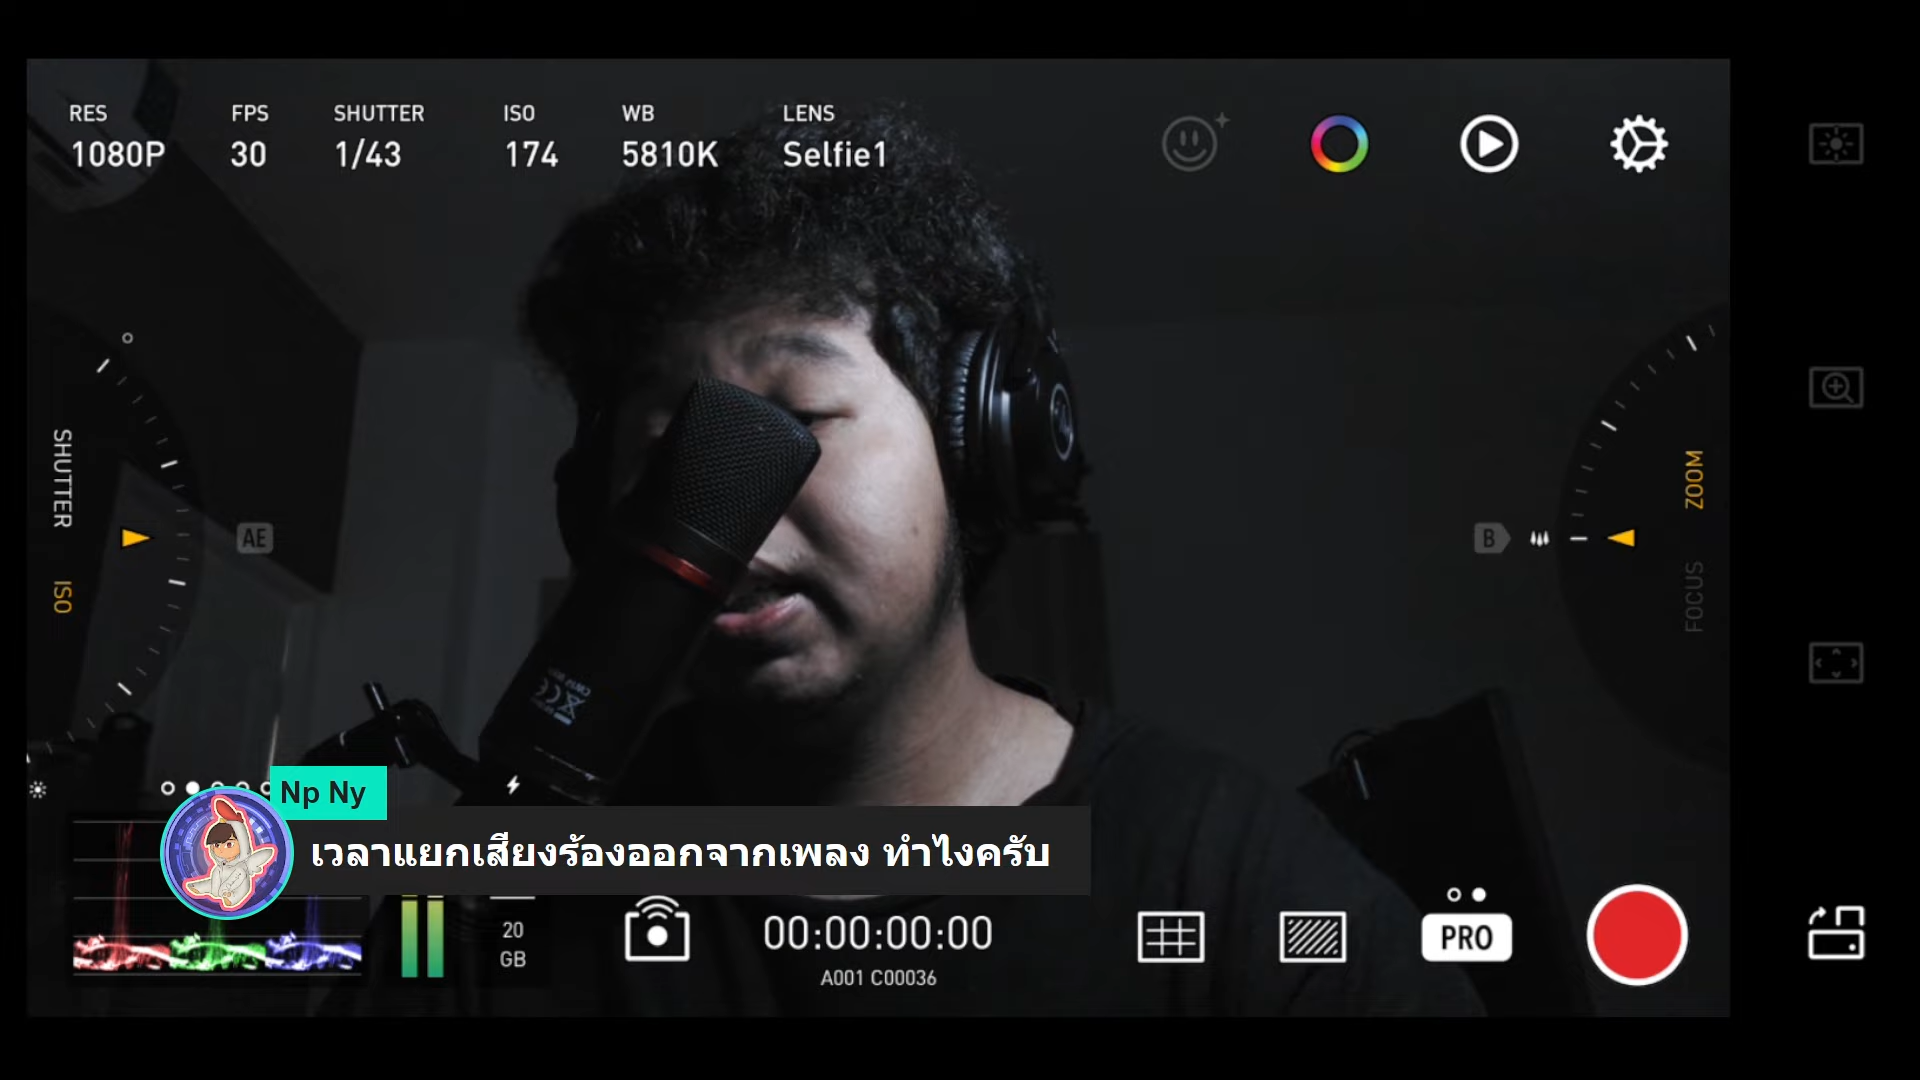 RES FPS SHUTTER ISO WB LENS
1080P 30 1/43 174 5810K Selfie1
SHUTTER
ISO
AE
B
ZOOM
FOCUS
Np Ny
เวลาแยกเสียงร้องออกจากเพลง ทำไงครับ
20
GB
00:00:00:00
A001 C00036
PRO